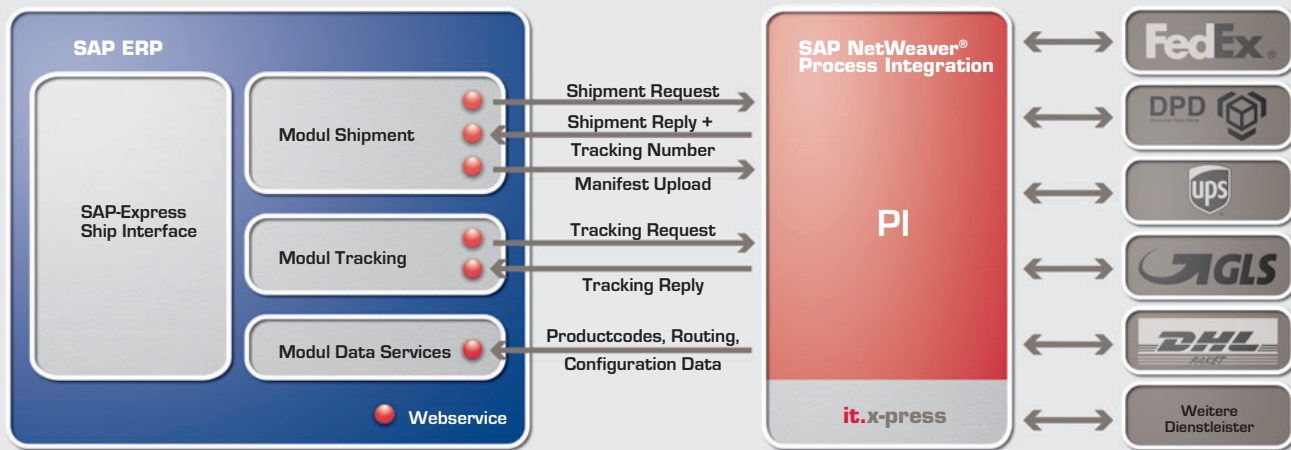 SAP ERP
SAP-Express
Ship Interface
Modul Shipment
Modul Tracking
Modul Data Services
Webservice
Shipment Request
Shipment Reply +
Tracking Number
Manifest Upload
Tracking Request
Tracking Reply
Productcodes, Routing,
Configuration Data
SAP NetWeaver®
Process Integration
PI
it.x-press
FedEx®
DPD
ups
GLS
DHL
PAKET
Weitere
Dienstleister